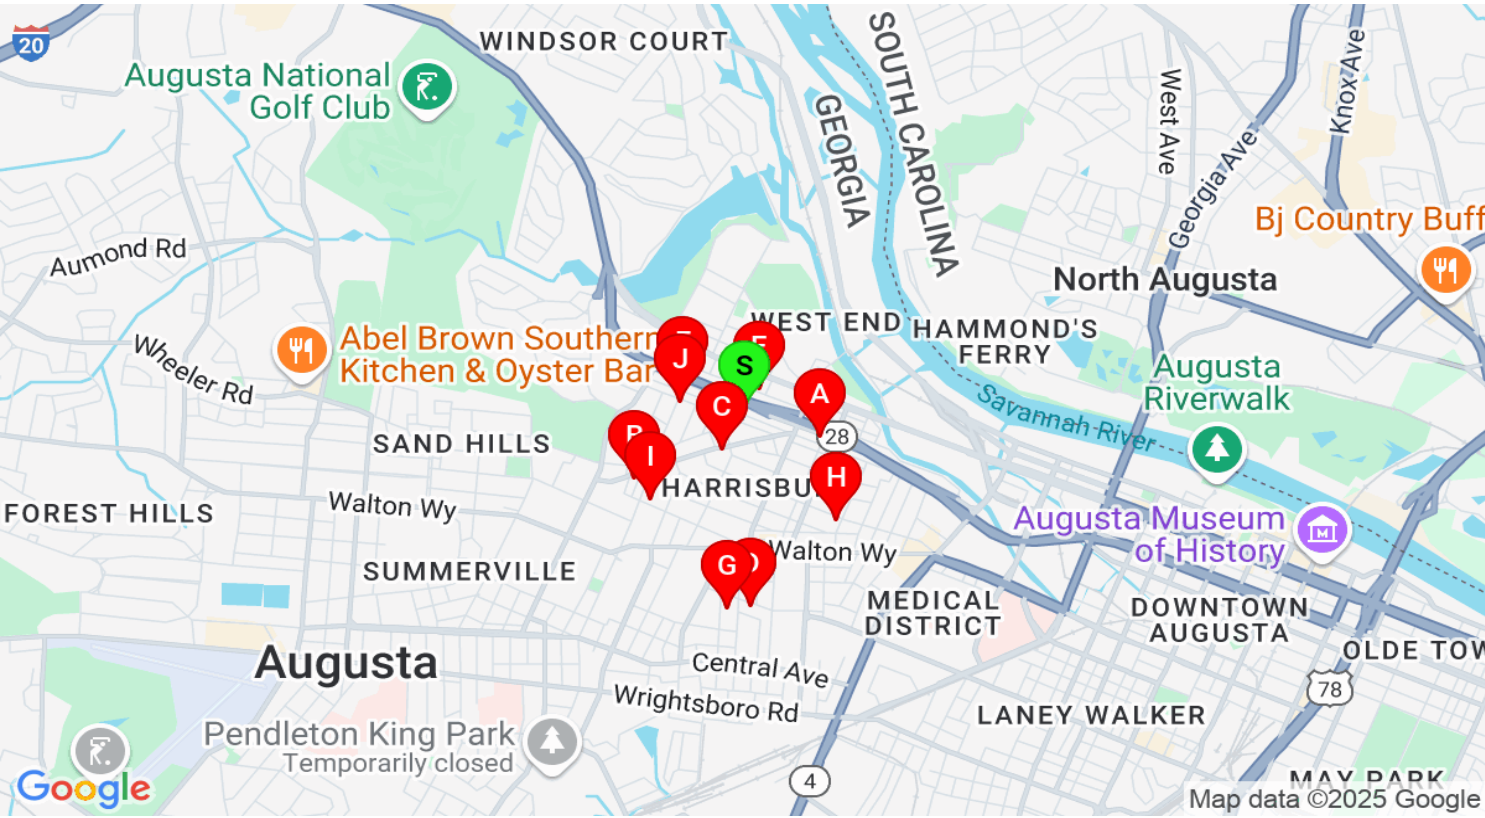 20
WINDSOR COURT
Augusta National
Golf Club
SOUTH CAROLINA
GEORGIA
West Ave
Knox Ave
Georgia Ave
Bj Country Buff
Aumond Rd
North Augusta
Wheeler Rd
Abel Brown Southern
Kitchen & Oyster Bar
WEST END
HAMMOND'S
FERRY
J
S
C
A
28
Augusta
Riverwalk
Savannah River
SAND HILLS
I
H
HARRISBU
FOREST HILLS
Walton Wy
Augusta Museum
of History
G
Walton Wy
SUMMERVILLE
MEDICAL
DISTRICT
DOWNTOWN
AUGUSTA
OLDE TOW
Augusta
Central Ave
Wrightsboro Rd
78
LANEY WALKER
Pendleton King Park
Temporarily closed
4
MAY PARK
Google
Map data ©2025 Google